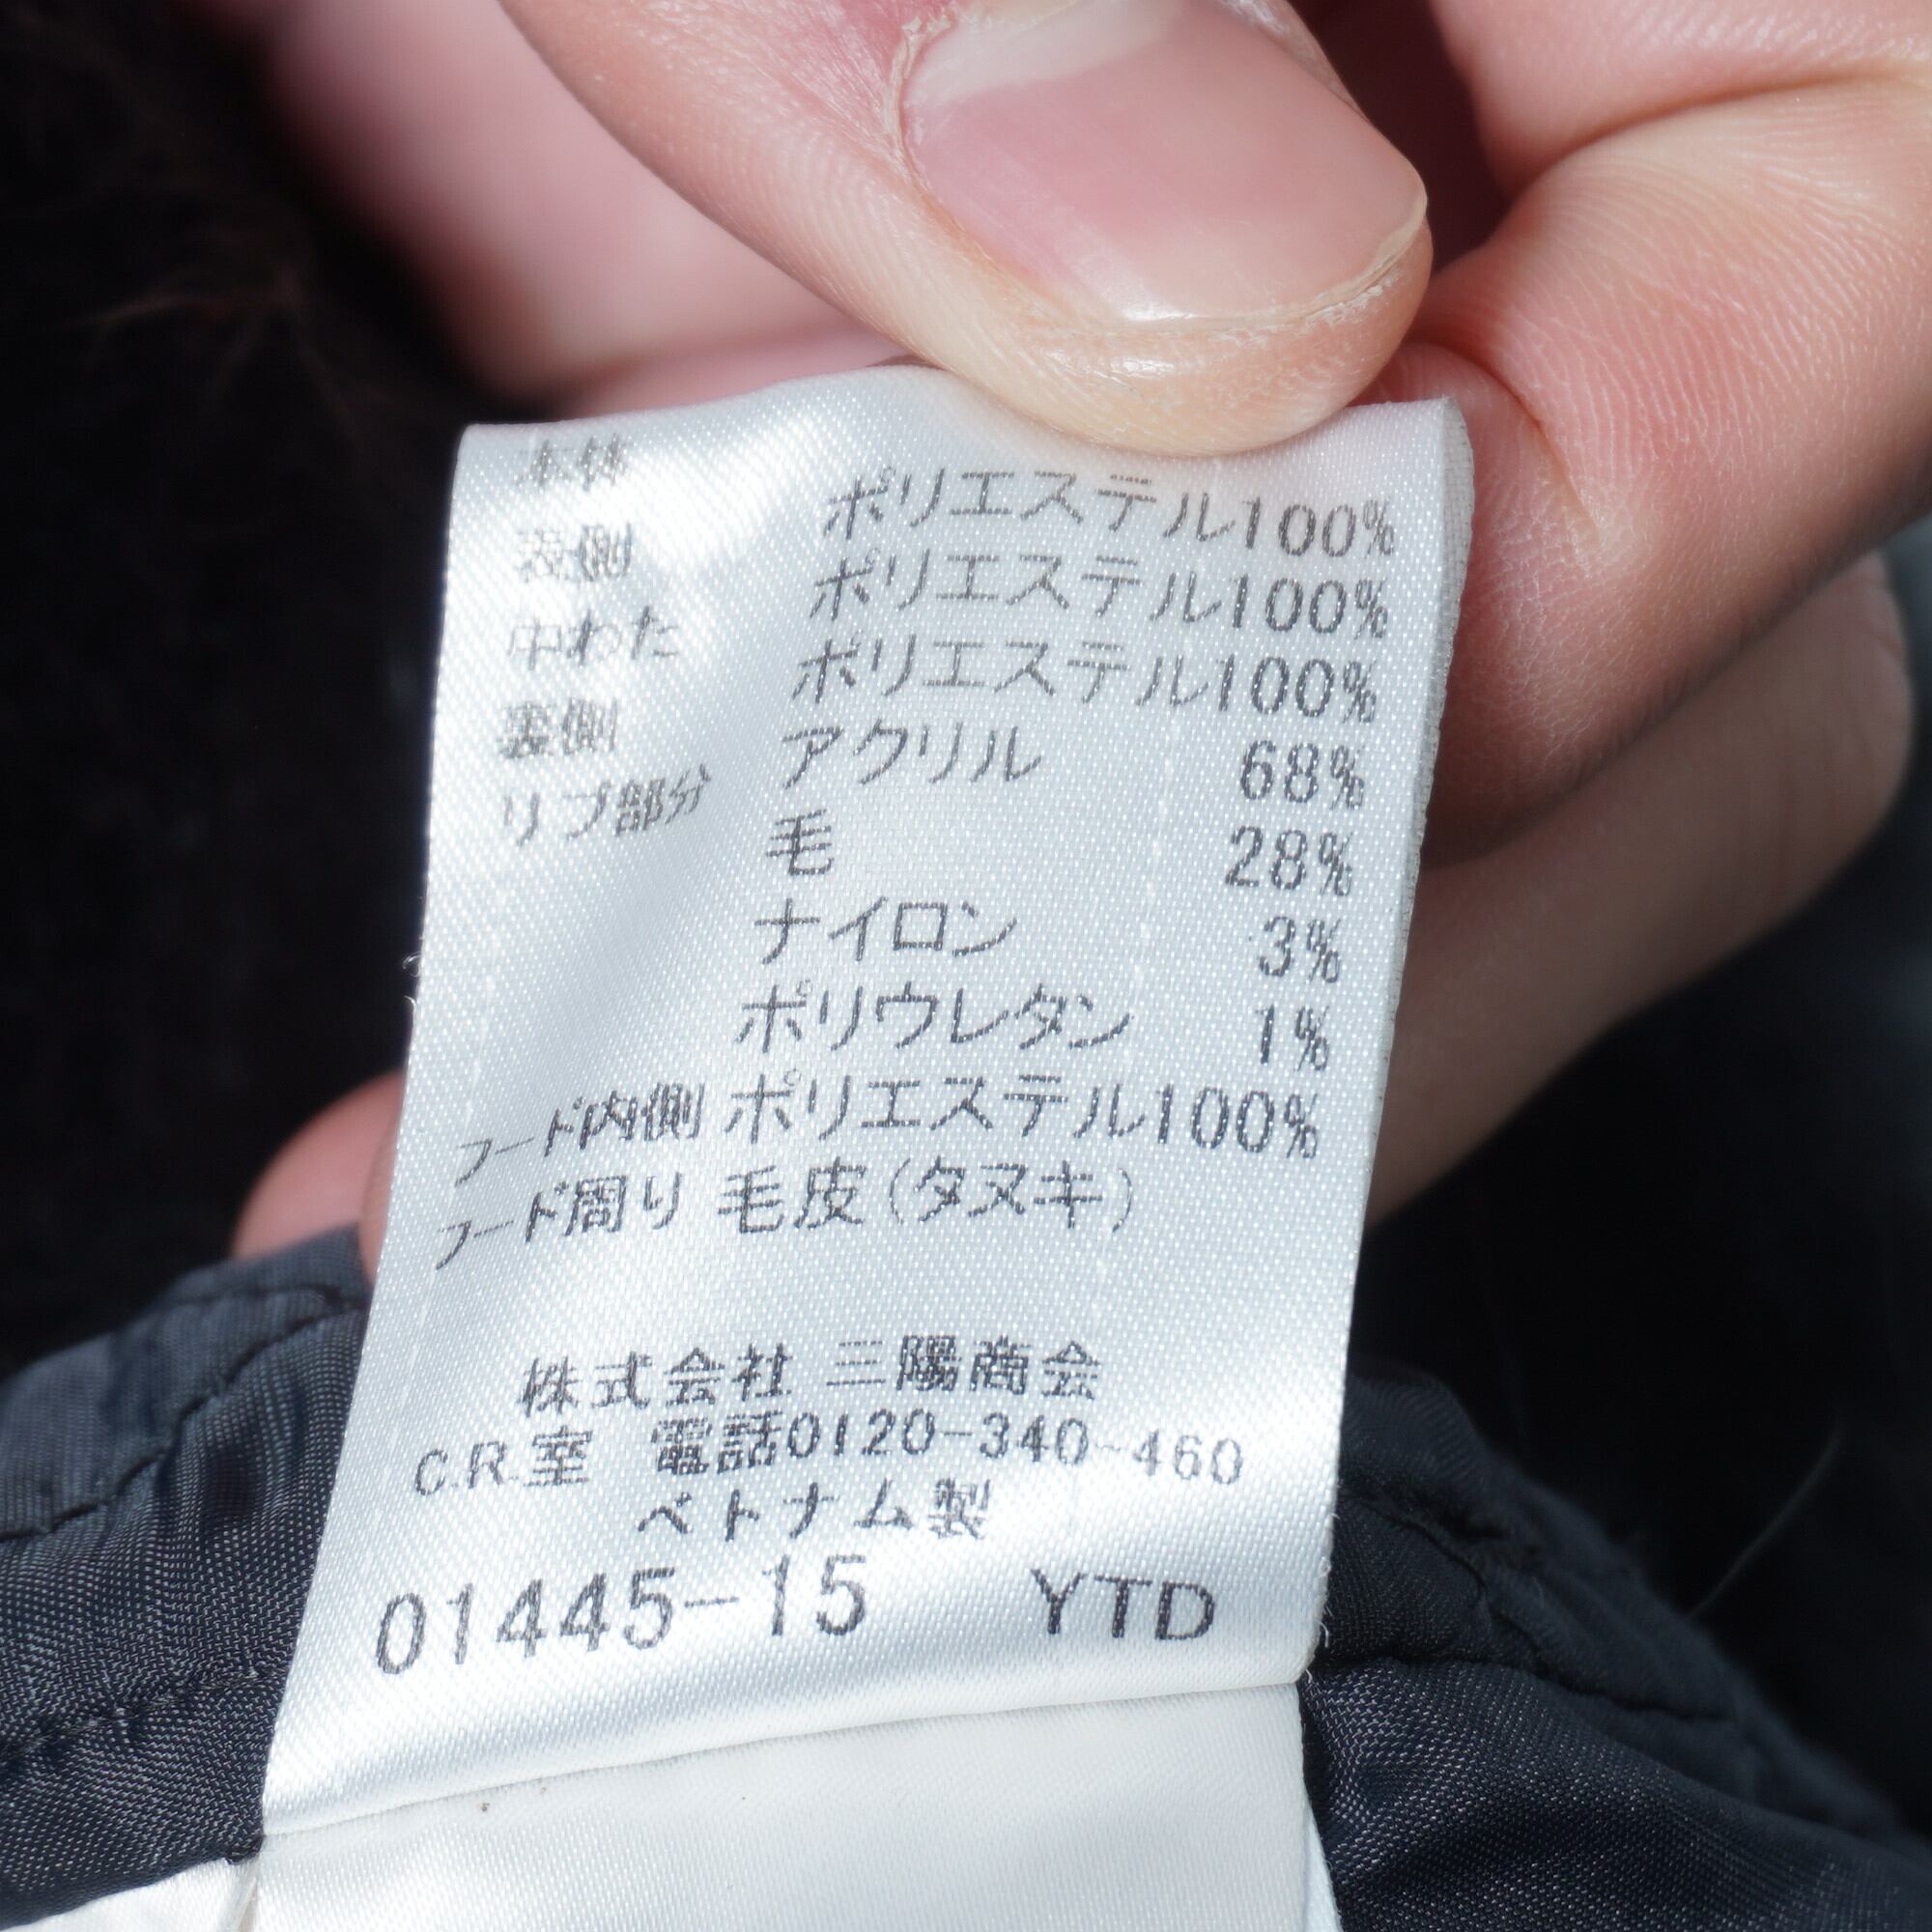 本体
表側 ポリエステル100%
中わた ポリエステル100%
裏側 ポリエステル100%
リブ部分 アクリル 68%
毛 28%
ナイロン 3%
ポリウレタン 1%
フード内側 ポリエステル100%
フード周り 毛皮(タヌキ)
株式会社 三陽商会
C.R.室 電話0120-340-460
ベトナム製
01445-15 YTD